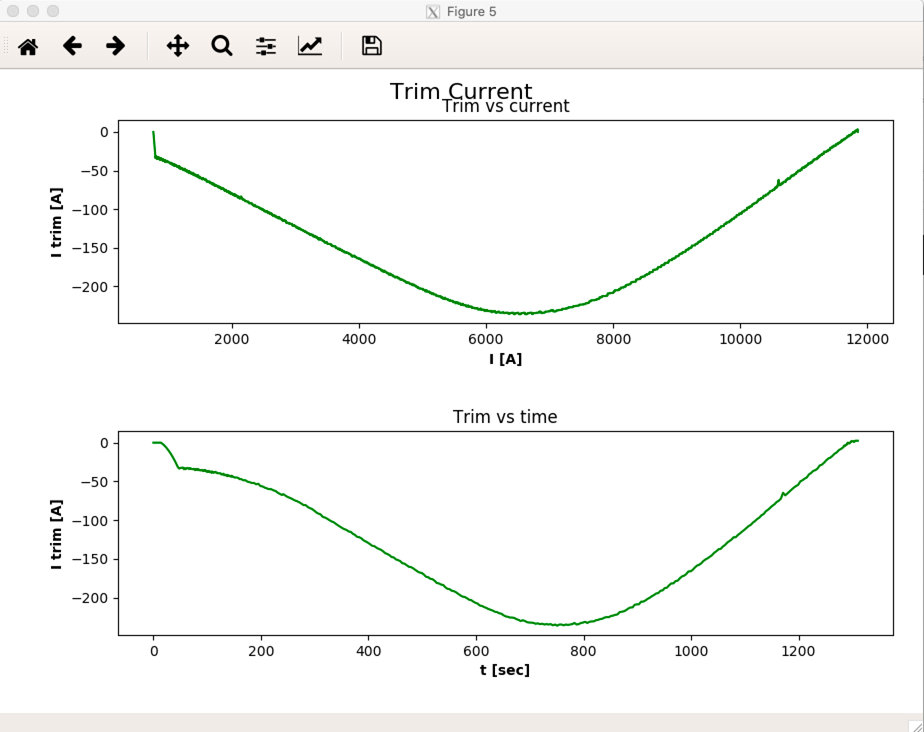 Figure 5
Trim Current
Trim vs current
0
−50
−100
−150
−200
I trim [A]
2000 4000 6000 8000 10000 12000
I [A]
Trim vs time
0
−50
−100
−150
−200
I trim [A]
0 200 400 600 800 1000 1200
t [sec]